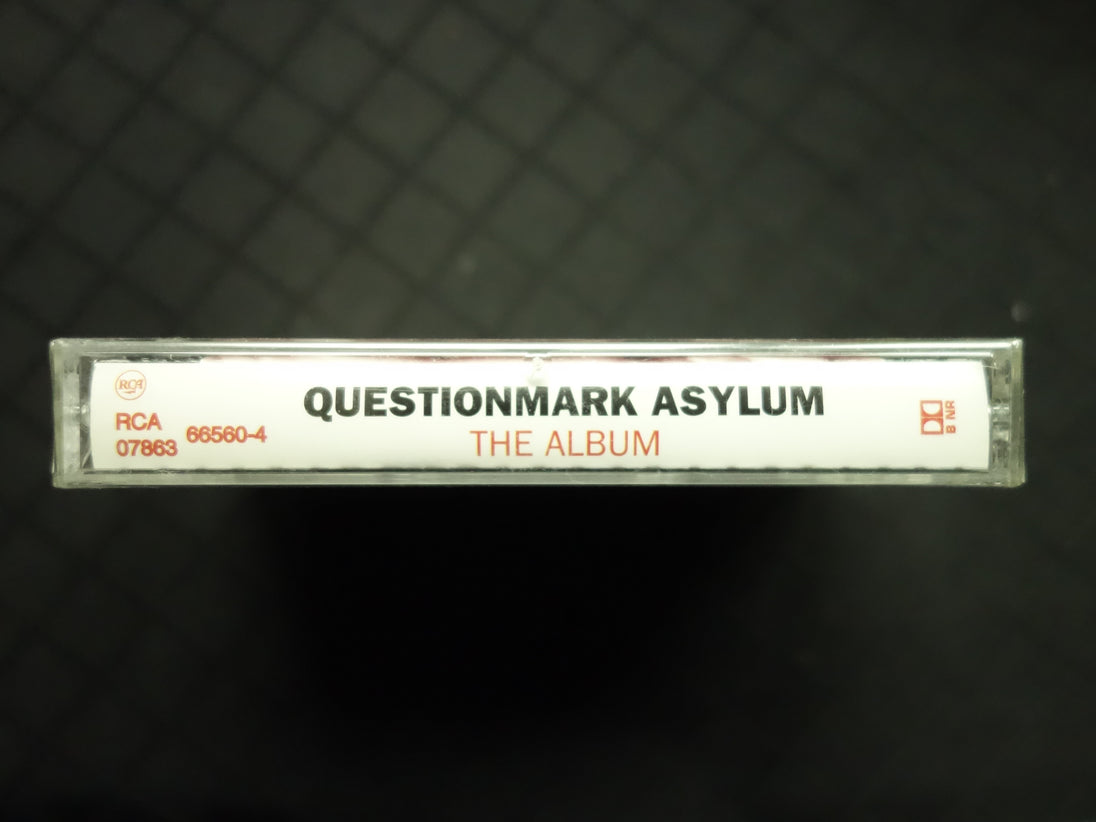 RCA
RCA
07863 66560-4
QUESTIONMARK ASYLUM
THE ALBUM
B NR